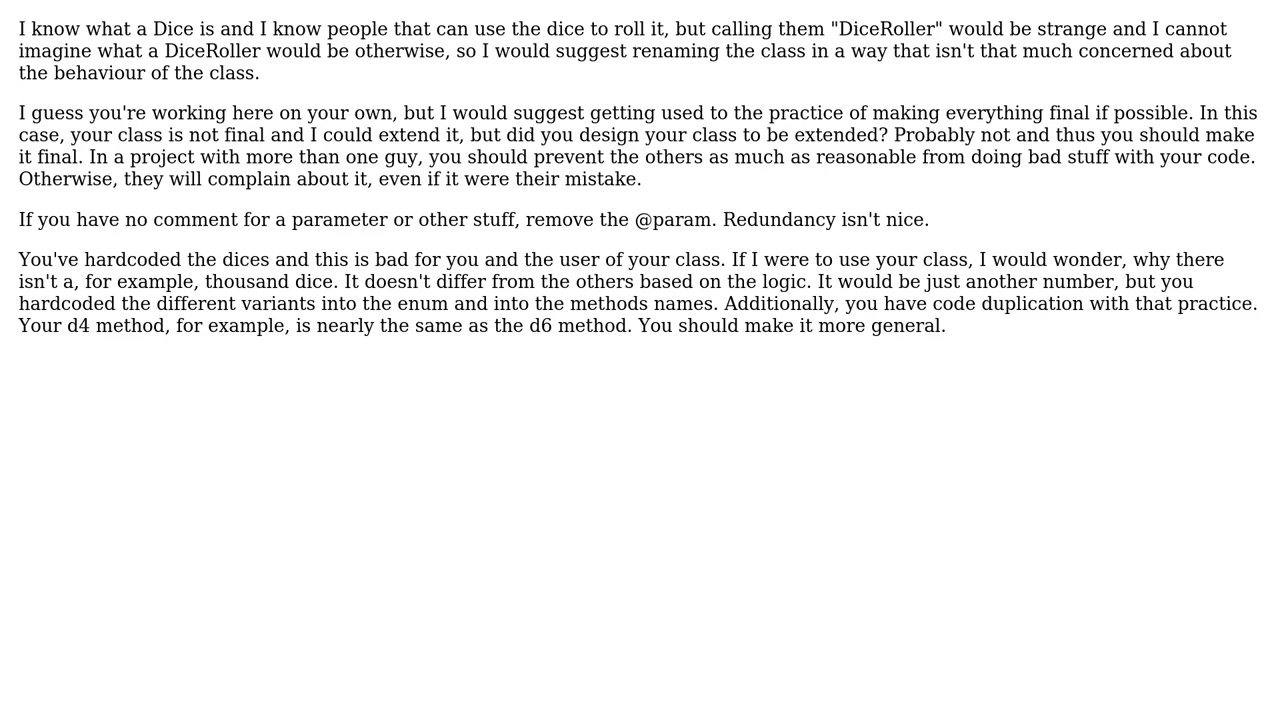 I know what a Dice is and I know people that can use the dice to roll it, but calling them "DiceRoller" would be strange and I cannot
imagine what a DiceRoller would be otherwise, so I would suggest renaming the class in a way that isn't that much concerned about
the behaviour of the class.
I guess you're working here on your own, but I would suggest getting used to the practice of making everything final if possible. In this
case, your class is not final and I could extend it, but did you design your class to be extended? Probably not and thus you should make
it final. In a project with more than one guy, you should prevent the others as much as reasonable from doing bad stuff with your code.
Otherwise, they will complain about it, even if it were their mistake.
If you have no comment for a parameter or other stuff, remove the @param. Redundancy isn't nice.
You've hardcoded the dices and this is bad for you and the user of your class. If I were to use your class, I would wonder, why there
isn't a, for example, thousand dice. It doesn't differ from the others based on the logic. It would be just another number, but you
hardcoded the different variants into the enum and into the methods names. Additionally, you have code duplication with that practice.
Your d4 method, for example, is nearly the same as the d6 method. You should make it more general.